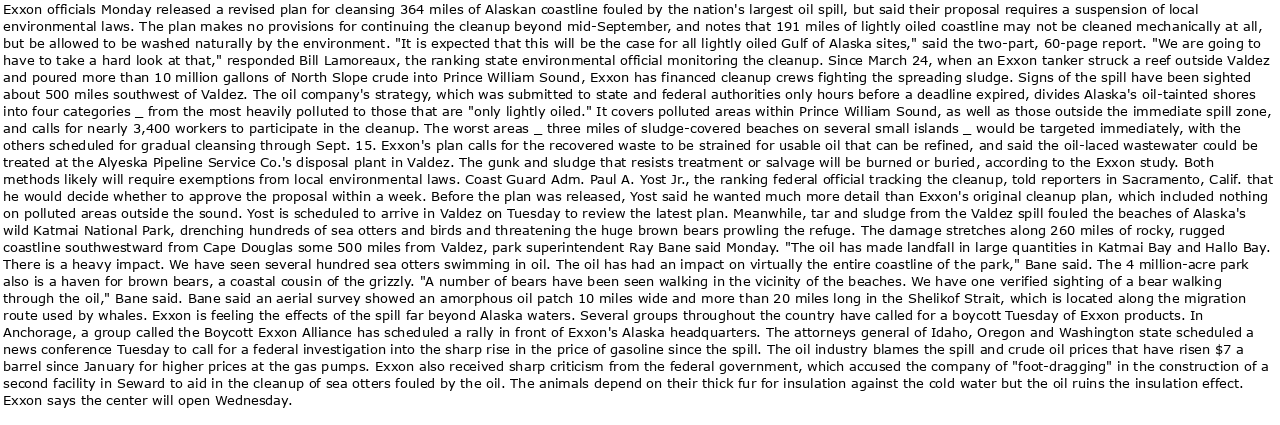 Exxon officials Monday released a revised plan for cleansing 364 miles of Alaskan coastline fouled by the nation's largest oil spill, but said their proposal requires a suspension of local
environmental laws. The plan makes no provisions for continuing the cleanup beyond mid-September, and notes that 191 miles of lightly oiled coastline may not be cleaned mechanically at all,
but be allowed to be washed naturally by the environment. "It is expected that this will be the case for all lightly oiled Gulf of Alaska sites," said the two-part, 60-page report. "We are going to
have to take a hard look at that," responded Bill Lamoreaux, the ranking state environmental official monitoring the cleanup. Since March 24, when an Exxon tanker struck a reef outside Valdez
and poured more than 10 million gallons of North Slope crude into Prince William Sound, Exxon has financed cleanup crews fighting the spreading sludge. Signs of the spill have been sighted
about 500 miles southwest of Valdez. The oil company's strategy, which was submitted to state and federal authorities only hours before a deadline expired, divides Alaska's oil-tainted shores
into four categories _ from the most heavily polluted to those that are "only lightly oiled." It covers polluted areas within Prince William Sound, as well as those outside the immediate spill zone,
and calls for nearly 3,400 workers to participate in the cleanup. The worst areas _ three miles of sludge-covered beaches on several small islands _ would be targeted immediately, with the
others scheduled for gradual cleansing through Sept. 15. Exxon's plan calls for the recovered waste to be strained for usable oil that can be refined, and said the oil-laced wastewater could be
treated at the Alyeska Pipeline Service Co.'s disposal plant in Valdez. The gunk and sludge that resists treatment or salvage will be burned or buried, according to the Exxon study. Both
methods likely will require exemptions from local environmental laws. Coast Guard Adm. Paul A. Yost Jr., the ranking federal official tracking the cleanup, told reporters in Sacramento, Calif. that
he would decide whether to approve the proposal within a week. Before the plan was released, Yost said he wanted much more detail than Exxon's original cleanup plan, which included nothing
on polluted areas outside the sound. Yost is scheduled to arrive in Valdez on Tuesday to review the latest plan. Meanwhile, tar and sludge from the Valdez spill fouled the beaches of Alaska's
wild Katmai National Park, drenching hundreds of sea otters and birds and threatening the huge brown bears prowling the refuge. The damage stretches along 260 miles of rocky, rugged
coastline southwestward from Cape Douglas some 500 miles from Valdez, park superintendent Ray Bane said Monday. "The oil has made landfall in large quantities in Katmai Bay and Hallo Bay.
There is a heavy impact. We have seen several hundred sea otters swimming in oil. The oil has had an impact on virtually the entire coastline of the park," Bane said. The 4 million-acre park
also is a haven for brown bears, a coastal cousin of the grizzly. "A number of bears have been seen walking in the vicinity of the beaches. We have one verified sighting of a bear walking
through the oil," Bane said. Bane said an aerial survey showed an amorphous oil patch 10 miles wide and more than 20 miles long in the Shelikof Strait, which is located along the migration
route used by whales. Exxon is feeling the effects of the spill far beyond Alaska waters. Several groups throughout the country have called for a boycott Tuesday of Exxon products. In
Anchorage, a group called the Boycott Exxon Alliance has scheduled a rally in front of Exxon's Alaska headquarters. The attorneys general of Idaho, Oregon and Washington state scheduled a
news conference Tuesday to call for a federal investigation into the sharp rise in the price of gasoline since the spill. The oil industry blames the spill and crude oil prices that have risen $7 a
barrel since January for higher prices at the gas pumps. Exxon also received sharp criticism from the federal government, which accused the company of "foot-dragging" in the construction of a
second facility in Seward to aid in the cleanup of sea otters fouled by the oil. The animals depend on their thick fur for insulation against the cold water but the oil ruins the insulation effect.
Exxon says the center will open Wednesday.